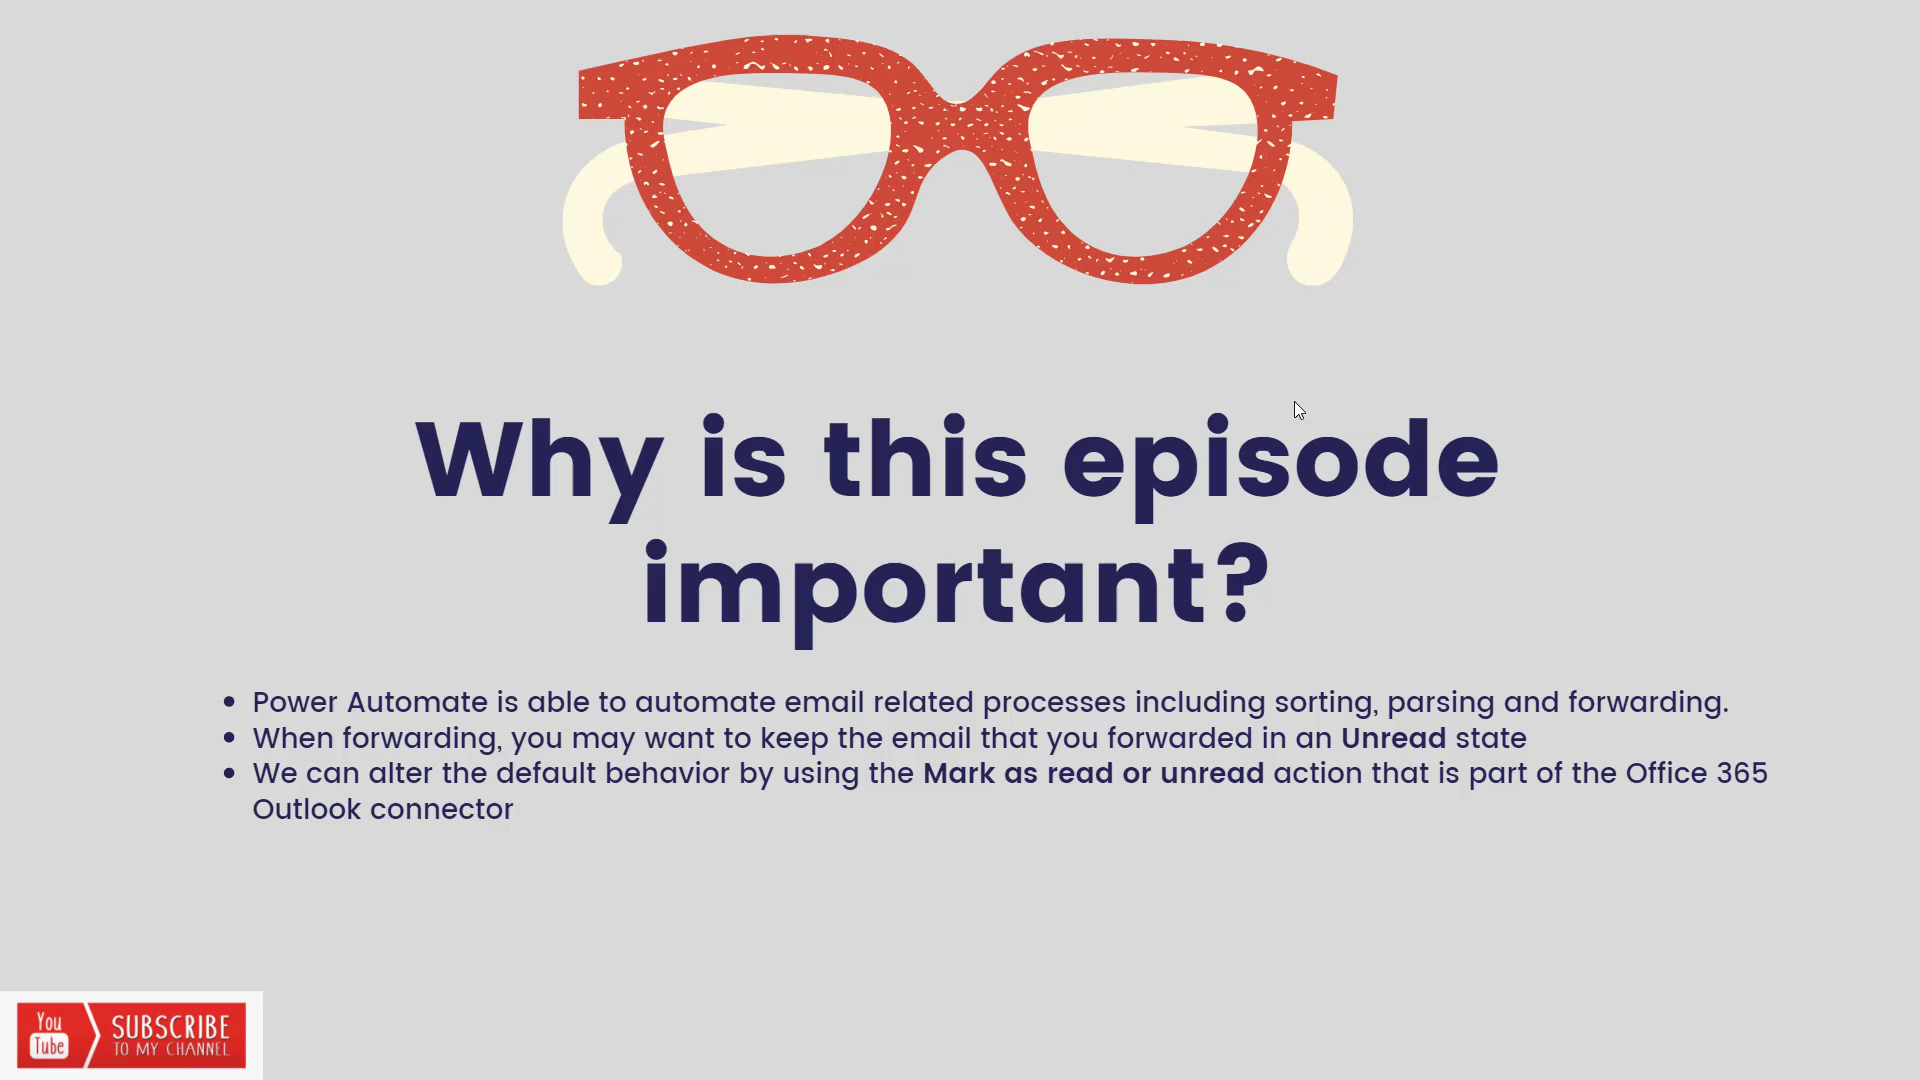 Why is this episode
important?
• Power Automate is able to automate email related processes including sorting, parsing and forwarding.
• When forwarding, you may want to keep the email that you forwarded in an Unread state
• We can alter the default behavior by using the Mark as read or unread action that is part of the Office 365
Outlook connector
You
Tube
SUBSCRIBE
TO MY CHANNEL